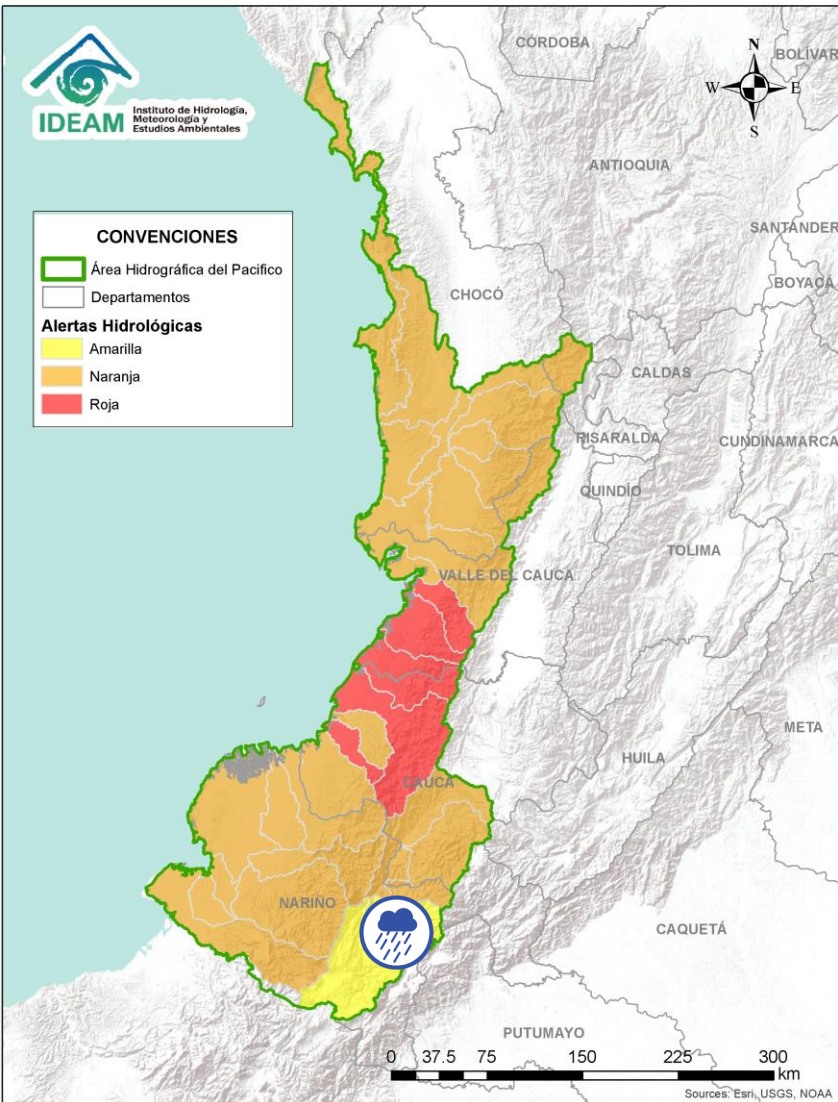 IDEAM
Instituto de Hidrología,
Meteorología y
Estudios Ambientales
CÓRDOBA
BOLIVAR
N
W
E
S
ANTIOQUIA
SANTANDER
BOYACÁ
CONVENCIONES
Área Hidrográfica del Pacifico
Departamentos
Alertas Hidrológicas
Amarilla
Naranja
Roja
CHOCÓ
CALDAS
RISARALDA
CUNDINAMARCA
QUINDÍO
TOLIMA
VALLE DEL CAUCA
META
HUILA
CAUCA
NARIÑO
CAQUETÁ
PUTUMAYO
0 37.5 75 150 225 300
km
Sources: Esri, USGS, NOAA